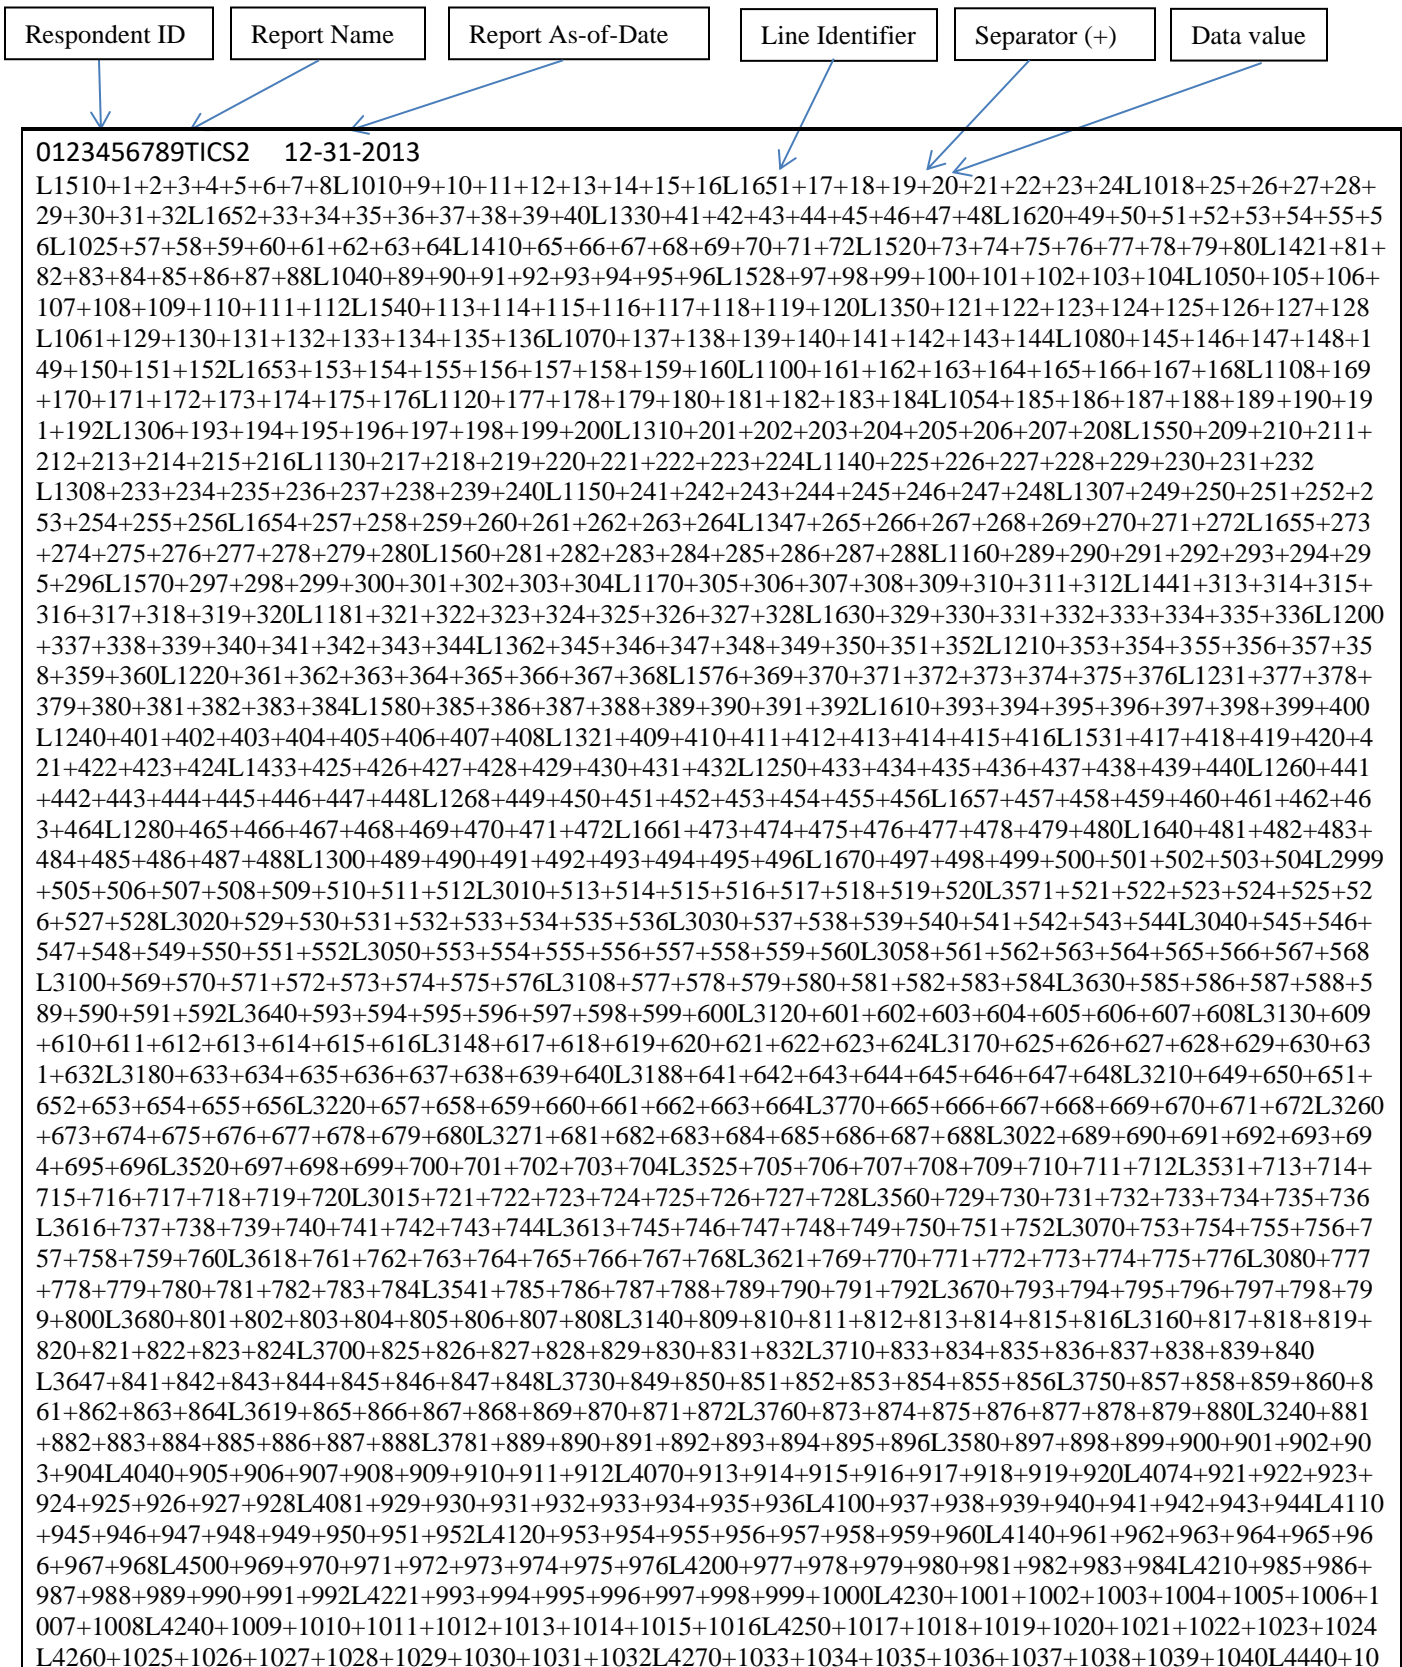 Respondent ID Report Name Report As-of-Date Line Identifier Separator (+) Data value
0123456789TICS2 12-31-2013
L1510+1+2+3+4+5+6+7+8L1010+9+10+11+12+13+14+15+16L1651+17+18+19+20+21+22+23+24L1018+25+26+27+28+
29+30+31+32L1652+33+34+35+36+37+38+39+40L1330+41+42+43+44+45+46+47+48L1620+49+50+51+52+53+54+55+5
6L1025+57+58+59+60+61+62+63+64L1410+65+66+67+68+69+70+71+72L1520+73+74+75+76+77+78+79+80L1421+81+
82+83+84+85+86+87+88L1040+89+90+91+92+93+94+95+96L1528+97+98+99+100+101+102+103+104L1050+105+106+
107+108+109+110+111+112L1540+113+114+115+116+117+118+119+120L1350+121+122+123+124+125+126+127+128
L1061+129+130+131+132+133+134+135+136L1070+137+138+139+140+141+142+143+144L1080+145+146+147+148+1
49+150+151+152L1653+153+154+155+156+157+158+159+160L1100+161+162+163+164+165+166+167+168L1108+169
+170+171+172+173+174+175+176L1120+177+178+179+180+181+182+183+184L1054+185+186+187+188+189+190+19
1+192L1306+193+194+195+196+197+198+199+200L1310+201+202+203+204+205+206+207+208L1550+209+210+211+
212+213+214+215+216L1130+217+218+219+220+221+222+223+224L1140+225+226+227+228+229+230+231+232
L1308+233+234+235+236+237+238+239+240L1150+241+242+243+244+245+246+247+248L1307+249+250+251+252+2
53+254+255+256L1654+257+258+259+260+261+262+263+264L1347+265+266+267+268+269+270+271+272L1655+273
+274+275+276+277+278+279+280L1560+281+282+283+284+285+286+287+288L1160+289+290+291+292+293+294+29
5+296L1570+297+298+299+300+301+302+303+304L1170+305+306+307+308+309+310+311+312L1441+313+314+315+
316+317+318+319+320L1181+321+322+323+324+325+326+327+328L1630+329+330+331+332+333+334+335+336L1200
+337+338+339+340+341+342+343+344L1362+345+346+347+348+349+350+351+352L1210+353+354+355+356+357+35
8+359+360L1220+361+362+363+364+365+366+367+368L1576+369+370+371+372+373+374+375+376L1231+377+378+
379+380+381+382+383+384L1580+385+386+387+388+389+390+391+392L1610+393+394+395+396+397+398+399+400
L1240+401+402+403+404+405+406+407+408L1321+409+410+411+412+413+414+415+416L1531+417+418+419+420+4
21+422+423+424L1433+425+426+427+428+429+430+431+432L1250+433+434+435+436+437+438+439+440L1260+441
+442+443+444+445+446+447+448L1268+449+450+451+452+453+454+455+456L1657+457+458+459+460+461+462+46
3+464L1280+465+466+467+468+469+470+471+472L1661+473+474+475+476+477+478+479+480L1640+481+482+483+
484+485+486+487+488L1300+489+490+491+492+493+494+495+496L1670+497+498+499+500+501+502+503+504L2999
+505+506+507+508+509+510+511+512L3010+513+514+515+516+517+518+519+520L3571+521+522+523+524+525+52
6+527+528L3020+529+530+531+532+533+534+535+536L3030+537+538+539+540+541+542+543+544L3040+545+546+
547+548+549+550+551+552L3050+553+554+555+556+557+558+559+560L3058+561+562+563+564+565+566+567+568
L3100+569+570+571+572+573+574+575+576L3108+577+578+579+580+581+582+583+584L3630+585+586+587+588+5
89+590+591+592L3640+593+594+595+596+597+598+599+600L3120+601+602+603+604+605+606+607+608L3130+609
+610+611+612+613+614+615+616L3148+617+618+619+620+621+622+623+624L3170+625+626+627+628+629+630+63
1+632L3180+633+634+635+636+637+638+639+640L3188+641+642+643+644+645+646+647+648L3210+649+650+651+
652+653+654+655+656L3220+657+658+659+660+661+662+663+664L3770+665+666+667+668+669+670+671+672L3260
+673+674+675+676+677+678+679+680L3271+681+682+683+684+685+686+687+688L3022+689+690+691+692+693+69
4+695+696L3520+697+698+699+700+701+702+703+704L3525+705+706+707+708+709+710+711+712L3531+713+714+
715+716+717+718+719+720L3015+721+722+723+724+725+726+727+728L3560+729+730+731+732+733+734+735+736
L3616+737+738+739+740+741+742+743+744L3613+745+746+747+748+749+750+751+752L3070+753+754+755+756+7
57+758+759+760L3618+761+762+763+764+765+766+767+768L3621+769+770+771+772+773+774+775+776L3080+777
+778+779+780+781+782+783+784L3541+785+786+787+788+789+790+791+792L3670+793+794+795+796+797+798+79
9+800L3680+801+802+803+804+805+806+807+808L3140+809+810+811+812+813+814+815+816L3160+817+818+819+
820+821+822+823+824L3700+825+826+827+828+829+830+831+832L3710+833+834+835+836+837+838+839+840
L3647+841+842+843+844+845+846+847+848L3730+849+850+851+852+853+854+855+856L3750+857+858+859+860+8
61+862+863+864L3619+865+866+867+868+869+870+871+872L3760+873+874+875+876+877+878+879+880L3240+881
+882+883+884+885+886+887+888L3781+889+890+891+892+893+894+895+896L3580+897+898+899+900+901+902+90
3+904L4040+905+906+907+908+909+910+911+912L4070+913+914+915+916+917+918+919+920L4074+921+922+923+
924+925+926+927+928L4081+929+930+931+932+933+934+935+936L4100+937+938+939+940+941+942+943+944L4110
+945+946+947+948+949+950+951+952L4120+953+954+955+956+957+958+959+960L4140+961+962+963+964+965+96
6+967+968L4500+969+970+971+972+973+974+975+976L4200+977+978+979+980+981+982+983+984L4210+985+986+
987+988+989+990+991+992L4221+993+994+995+996+997+998+999+1000L4230+1001+1002+1003+1004+1005+1006+1
007+1008L4240+1009+1010+1011+1012+1013+1014+1015+1016L4250+1017+1018+1019+1020+1021+1022+1023+1024
L4260+1025+1026+1027+1028+1029+1030+1031+1032L4270+1033+1034+1035+1036+1037+1038+1039+1040L4440+10